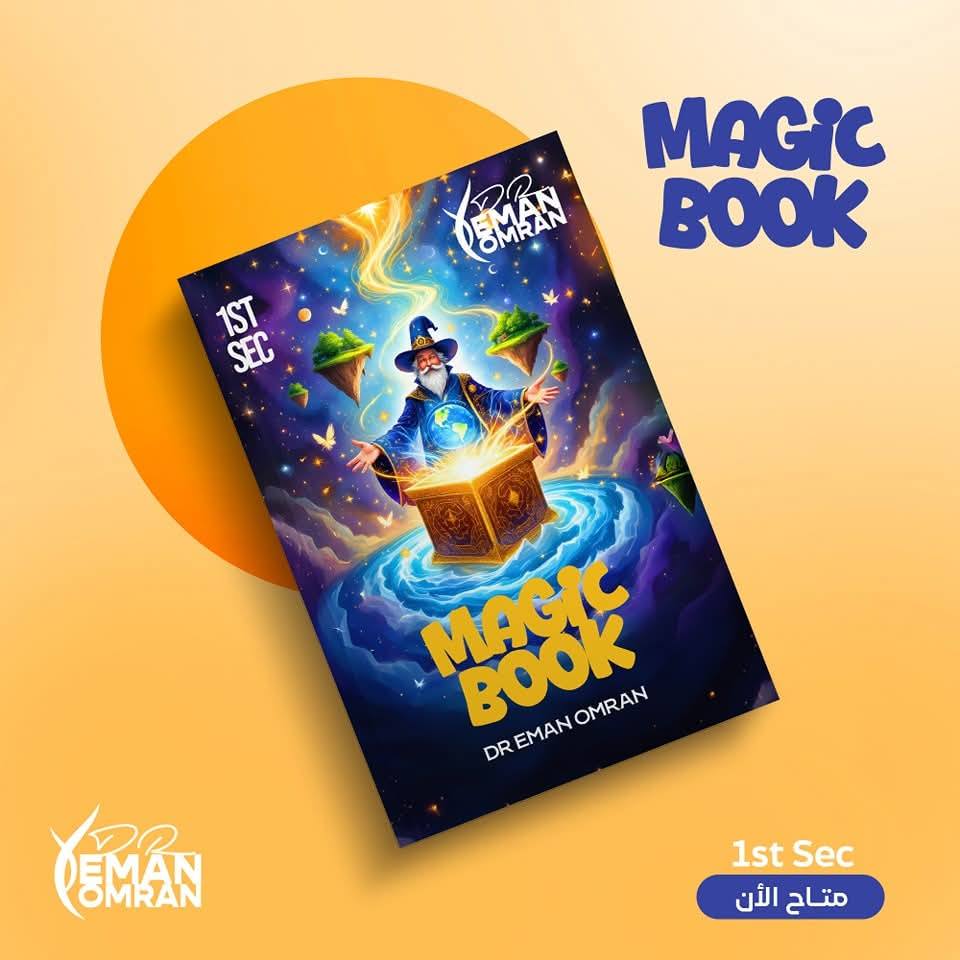 MAGiC
BOOK
DR
EMAN
OMRAN
1ST
SEC
MAGiC
BOOK
DR EMAN OMRAN
DR
EMAN
OMRAN
1st Sec
متاح الأن